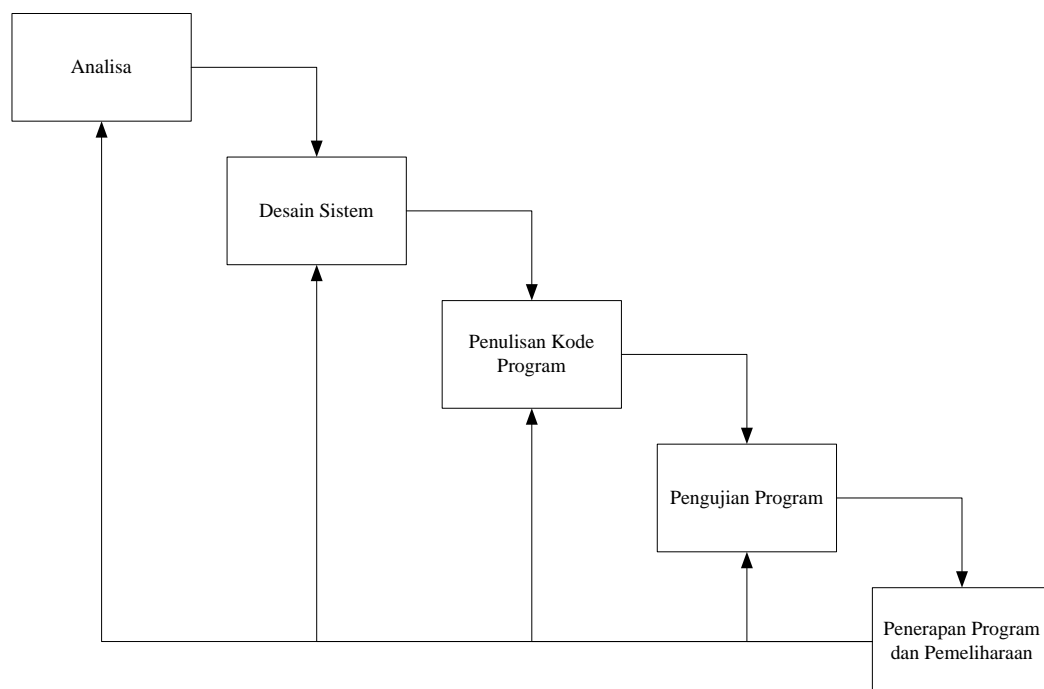 Analisa
Desain Sistem
Penulisan Kode
Program
Pengujian Program
Penerapan Program
dan Pemeliharaan